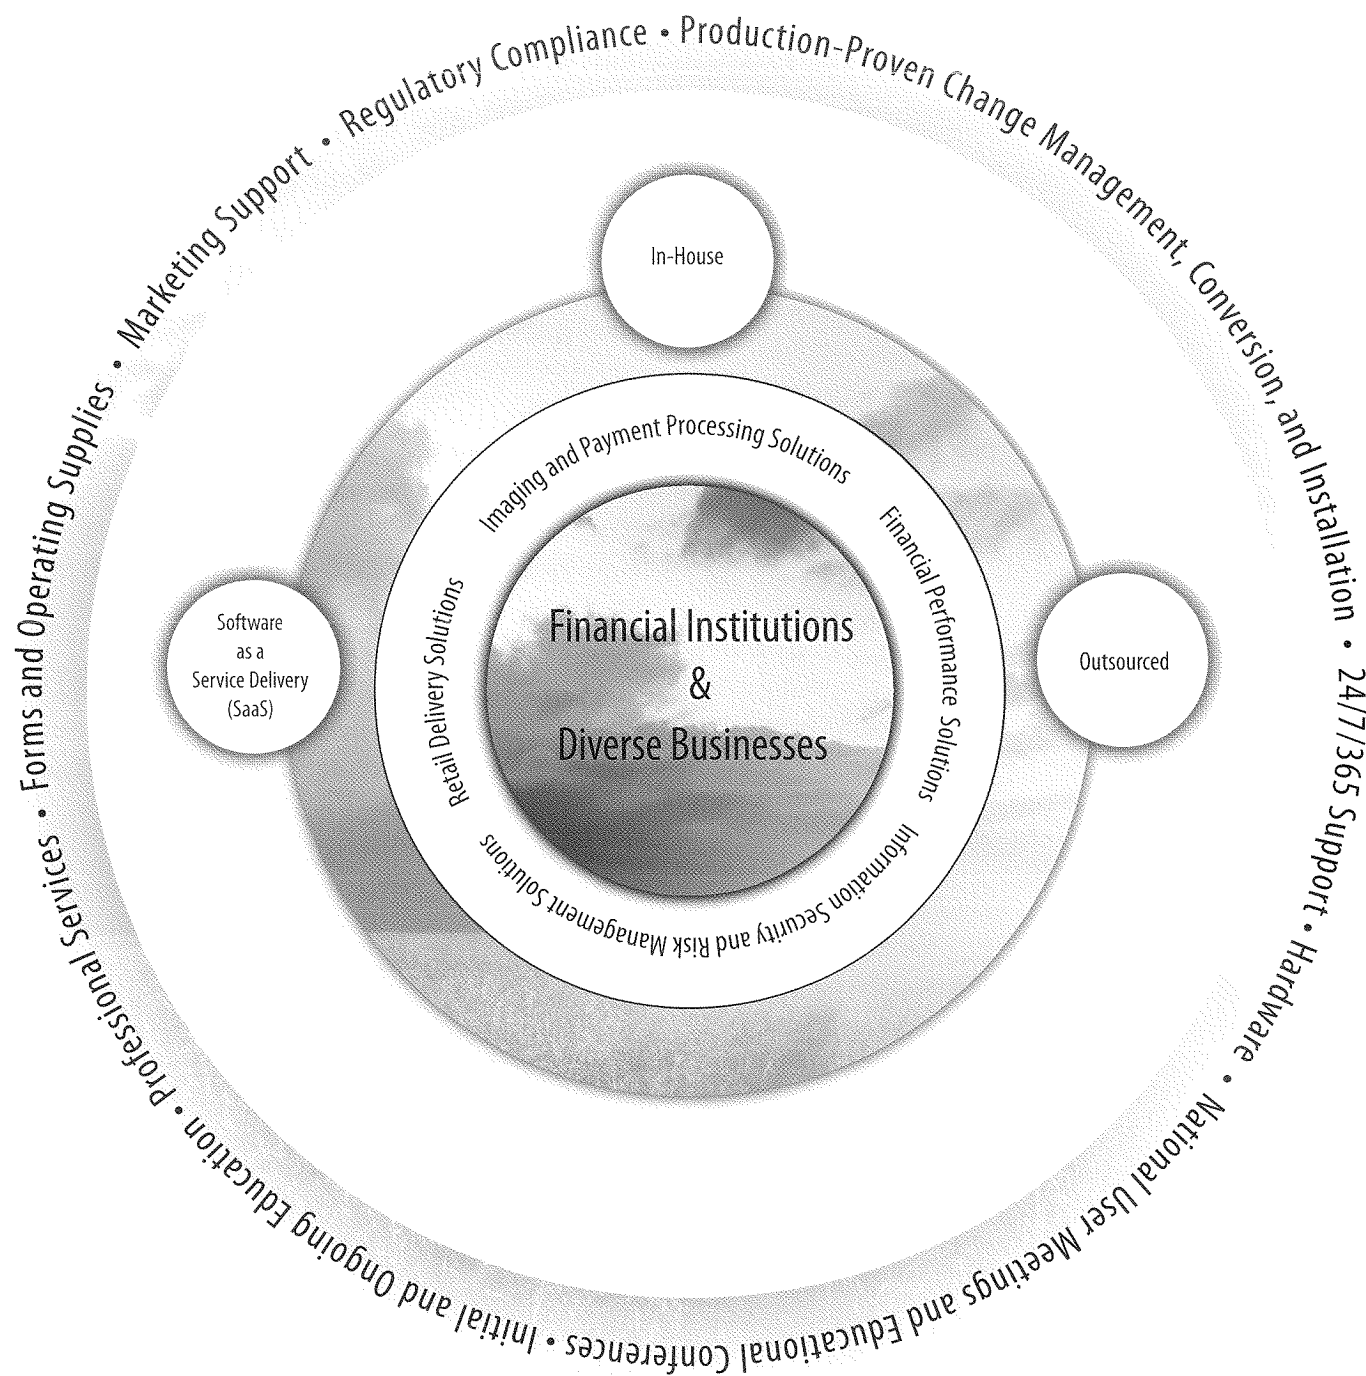 Regulatory Compliance • Production-Proven Change Management, Conversion, and Installation • 24/7/365 Support • Hardware • National User Meetings and Educational Conferences • Initial and Ongoing Education • Professional Services • Forms and Operating Supplies • Marketing Support •
In-House
Imaging and Payment Processing Solutions
Financial Performance Solutions
Information Security and Risk Management Solutions
Retail Delivery Solutions
Financial Institutions
&
Diverse Businesses
Software
as a
Service Delivery
(SaaS)
Outsourced